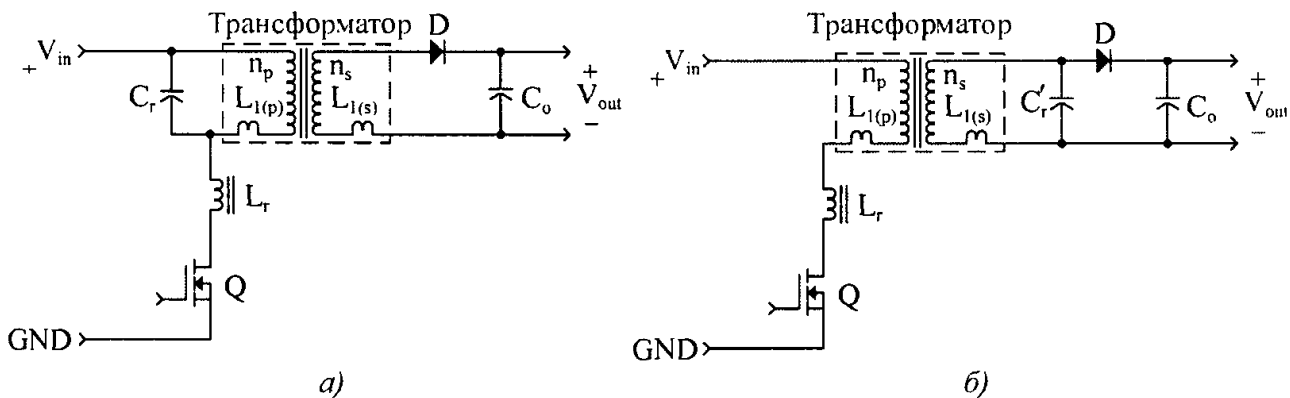 Трансформатор
D
+ V_in
n_p
n_s
C_r
L_1(p)
L_1(s)
C_o
+
V_out
−
L_r
Q
GND
а)
Трансформатор
D
+ V_in
n_p
n_s
L_1(p)
L_1(s)
C'_r
C_o
+
V_out
−
L_r
Q
GND
б)